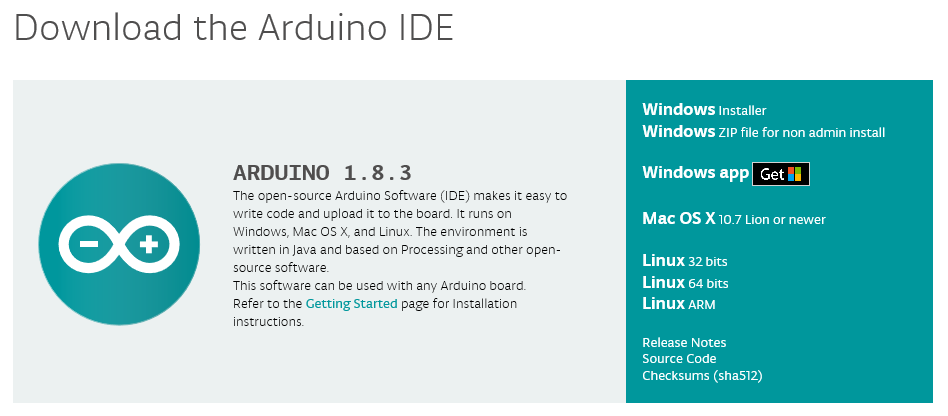 Download the Arduino IDE
ARDUINO 1.8.3
The open-source Arduino Software (IDE) makes it easy to
write code and upload it to the board. It runs on
Windows, Mac OS X, and Linux. The environment is
written in Java and based on Processing and other open-
source software.
This software can be used with any Arduino board.
Refer to the Getting Started page for Installation
instructions.
Windows Installer
Windows ZIP file for non admin install
Windows app Get
Mac OS X 10.7 Lion or newer
Linux 32 bits
Linux 64 bits
Linux ARM
Release Notes
Source Code
Checksums (sha512)